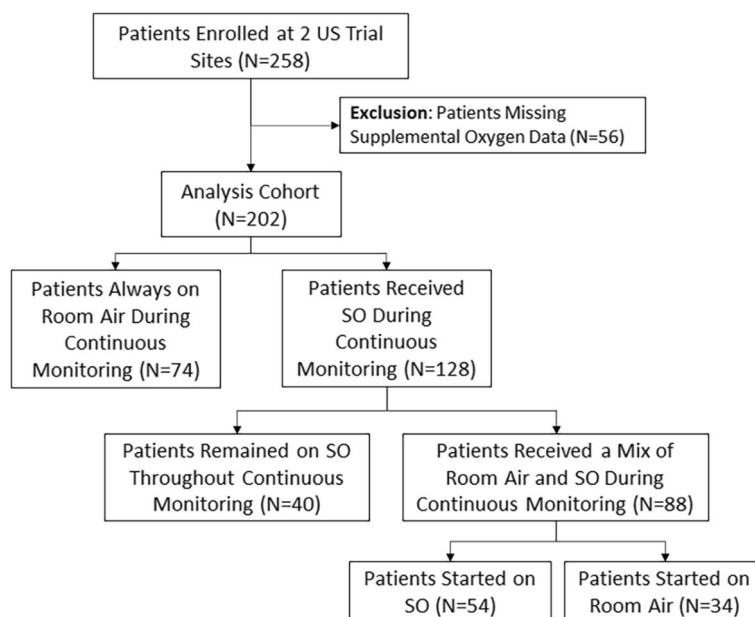 Patients Enrolled at 2 US Trial
Sites (N=258)
Exclusion: Patients Missing
Supplemental Oxygen Data (N=56)
Analysis Cohort
(N=202)
Patients Always on
Room Air During
Continuous
Monitoring (N=74)
Patients Received
SO During
Continuous
Monitoring (N=128)
Patients Remained on SO
Throughout Continuous
Monitoring (N=40)
Patients Received a Mix of
Room Air and SO During
Continuous Monitoring (N=88)
Patients Started on
SO (N=54)
Patients Started on
Room Air (N=34)